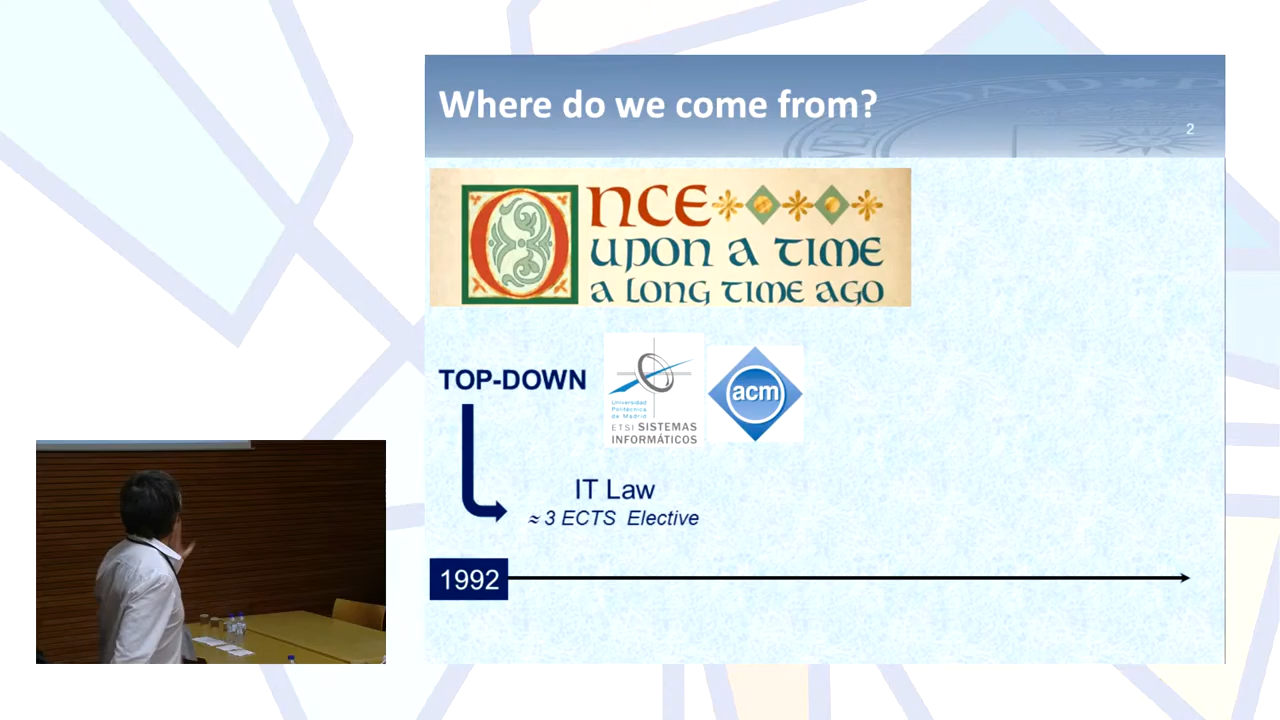 Where do we come from?
2
ONCE
UPON A TIME
A LONG TIME AGO
TOP-DOWN
Universidad
Politécnica
de Madrid
ETSI SISTEMAS
INFORMÁTICOS
acm
IT Law
≈ 3 ECTS Elective
1992